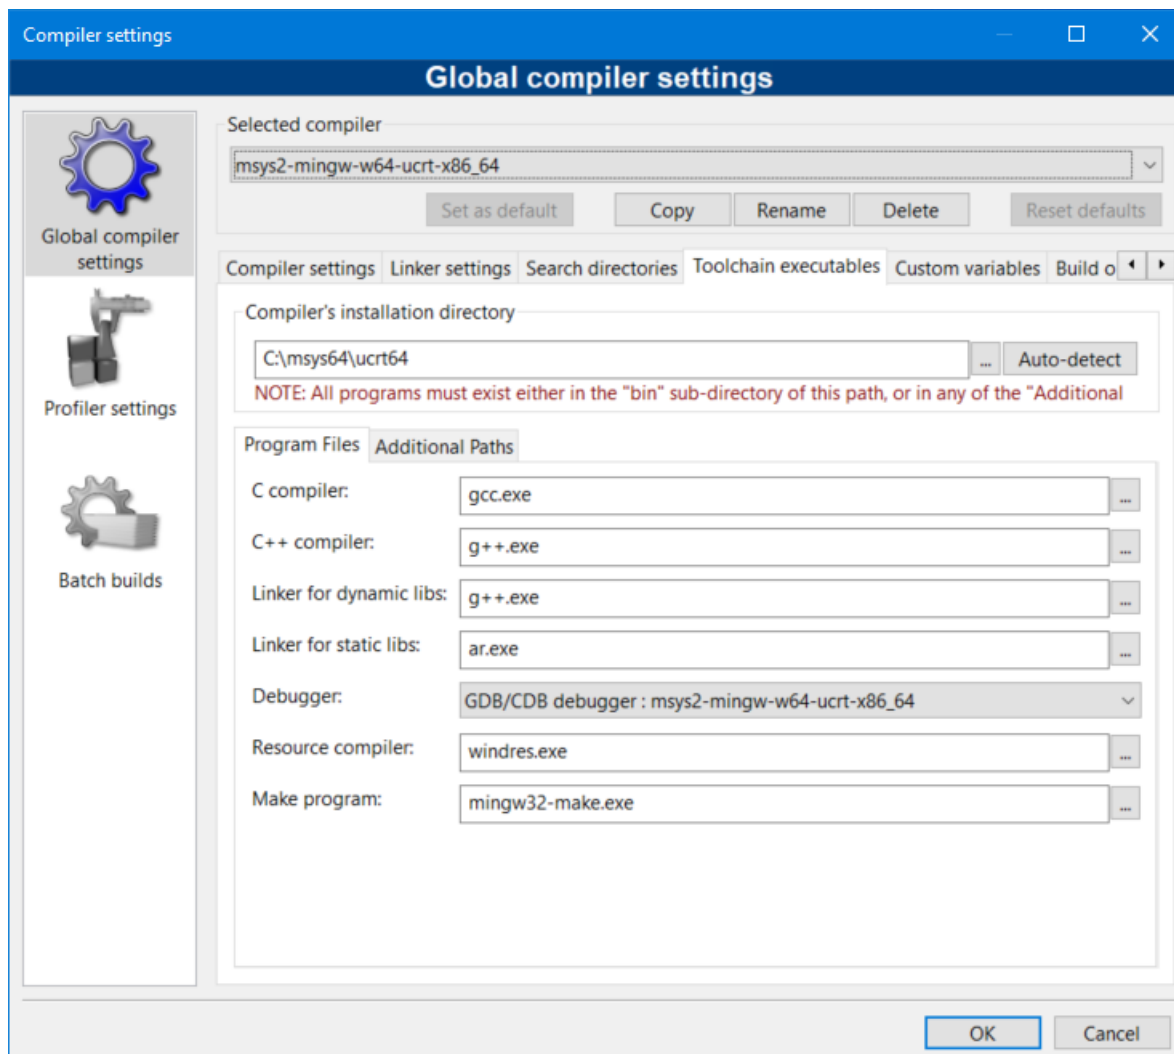 Compiler settings
Global compiler settings
Global compiler
settings
Profiler settings
Batch builds
Selected compiler
msys2-mingw-w64-ucrt-x86_64
Set as default Copy Rename Delete Reset defaults
Compiler settings Linker settings Search directories Toolchain executables Custom variables Build o
Compiler's installation directory
C:\msys64\ucrt64 ... Auto-detect
NOTE: All programs must exist either in the "bin" sub-directory of this path, or in any of the "Additional
Program Files Additional Paths
C compiler: gcc.exe ...
C++ compiler: g++.exe ...
Linker for dynamic libs: g++.exe ...
Linker for static libs: ar.exe ...
Debugger: GDB/CDB debugger : msys2-mingw-w64-ucrt-x86_64
Resource compiler: windres.exe ...
Make program: mingw32-make.exe ...
OK Cancel